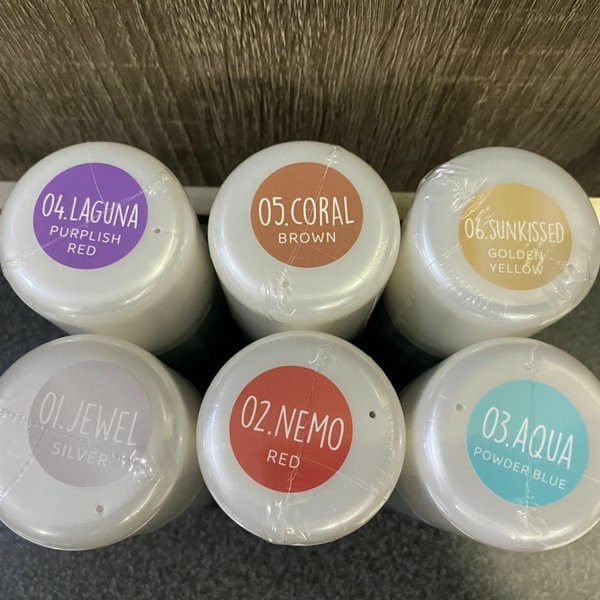 04.LAGUNA
PURPLISH
RED
05.CORAL
BROWN
06.SUNKISSED
GOLDEN
YELLOW
01.JEWEL
SILVER
02.NEMO
RED
03.AQUA
POWDER BLUE